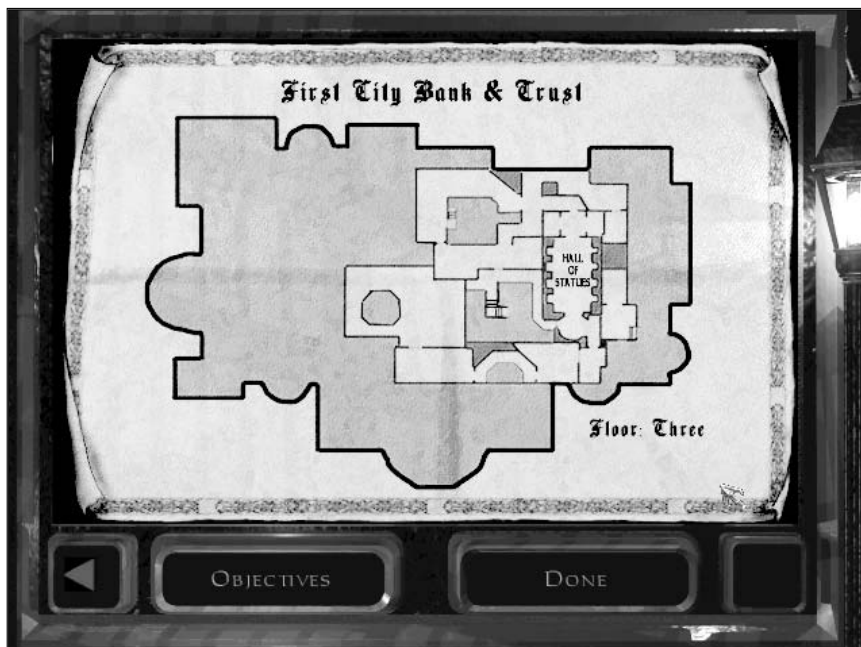 First City Bank & Trust
HALL
OF
STATUES
Floor: Three
OBJECTIVES
DONE